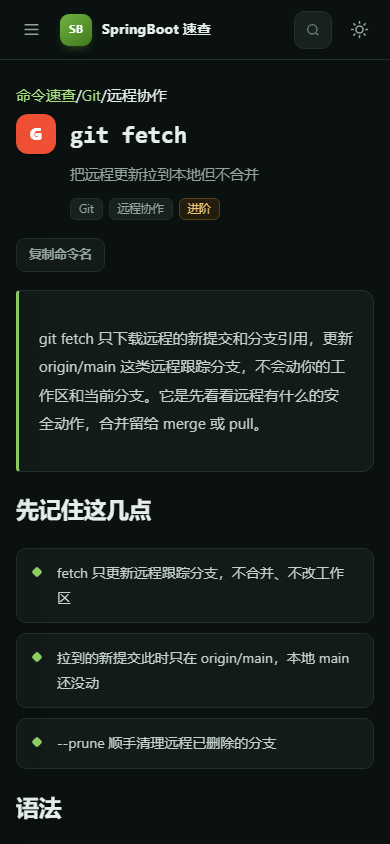 SB SpringBoot 速查
命令速查/Git/远程协作
G git fetch
把远程更新拉到本地但不合并
Git 远程协作 进阶
复制命令名
git fetch 只下载远程的新提交和分支引用，更新
origin/main 这类远程跟踪分支，不会动你的工
作区和当前分支。它是先看看远程有什么的安
全动作，合并留给 merge 或 pull。
先记住这几点
fetch 只更新远程跟踪分支，不合并、不改工作
区
拉到的新提交此时只在 origin/main，本地 main
还没动
--prune 顺手清理远程已删除的分支
语法